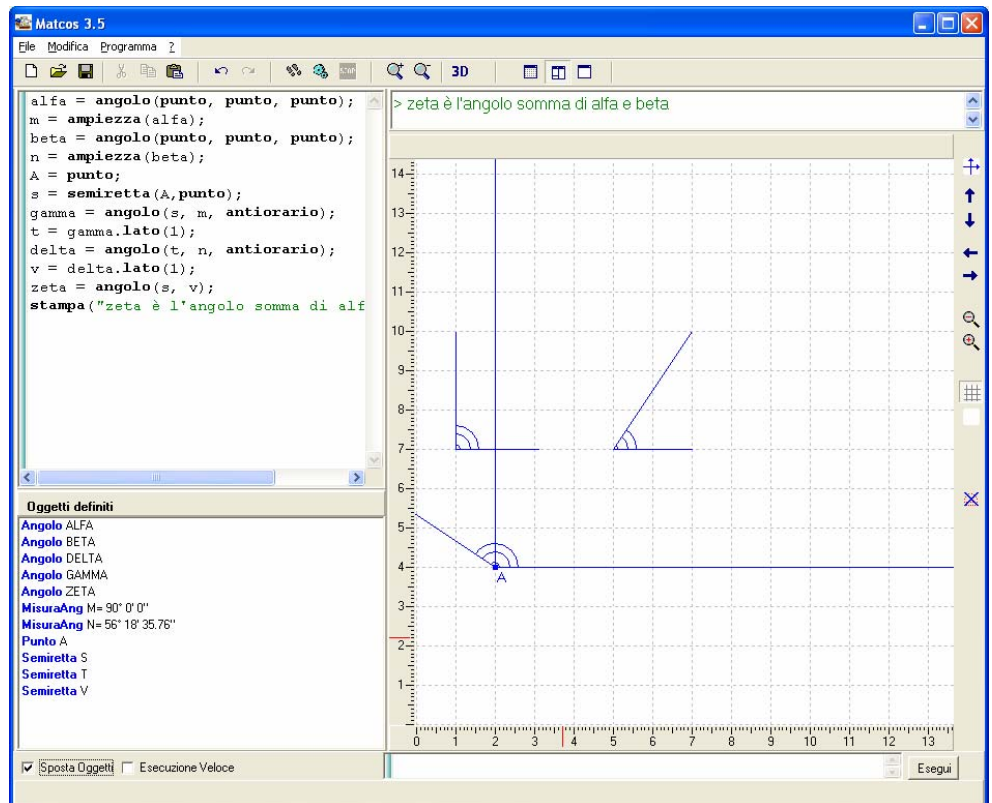 Matcos 3.5
File Modifica Programma ?
STOP 3D
alfa = angolo(punto, punto, punto);
m = ampiezza(alfa);
beta = angolo(punto, punto, punto);
n = ampiezza(beta);
A = punto;
s = semiretta(A,punto);
gamma = angolo(s, m, antiorario);
t = gamma.lato(1);
delta = angolo(t, n, antiorario);
v = delta.lato(1);
zeta = angolo(s, v);
stampa("zeta è l'angolo somma di alf
> zeta è l'angolo somma di alfa e beta
14
13
12
11
10
9
8
7
6
5
4
3
2
1
A
0 1 2 3 4 5 6 7 8 9 10 11 12 13
Oggetti definiti
Angolo ALFA
Angolo BETA
Angolo DELTA
Angolo GAMMA
Angolo ZETA
MisuraAng M= 90° 0' 0''
MisuraAng N= 56° 18' 35.76''
Punto A
Semiretta S
Semiretta T
Semiretta V
Sposta Oggetti Esecuzione Veloce
Esegui